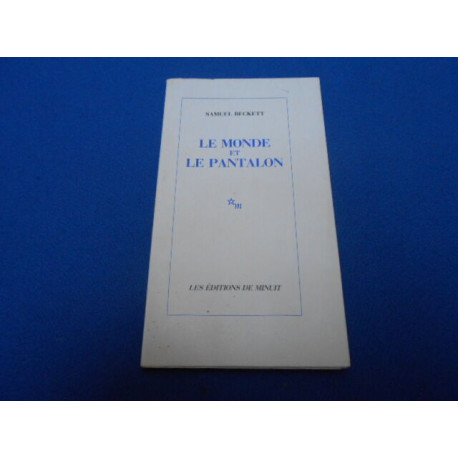 SAMUEL BECKETT
LE MONDE
ET
LE PANTALON
m
LES ÉDITIONS DE MINUIT